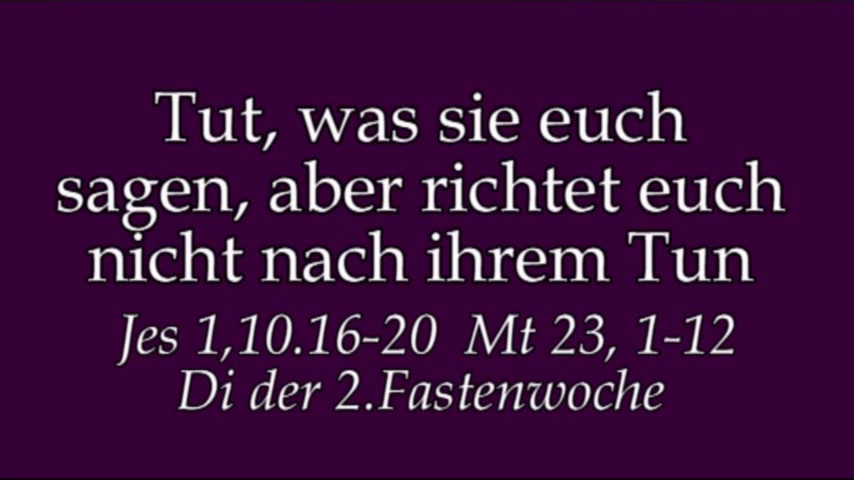 Tut, was sie euch
sagen, aber richtet euch
nicht nach ihrem Tun
Jes 1,10.16-20  Mt 23, 1-12
Di der 2.Fastenwoche